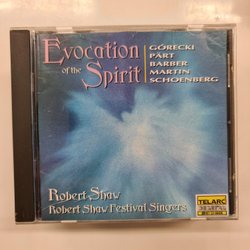 Evocation
of the Spirit
GÓRECKI
PÄRT
BARBER
MARTIN
SCHOENBERG
Robert Shaw
Robert Shaw Festival Singers
TELARC